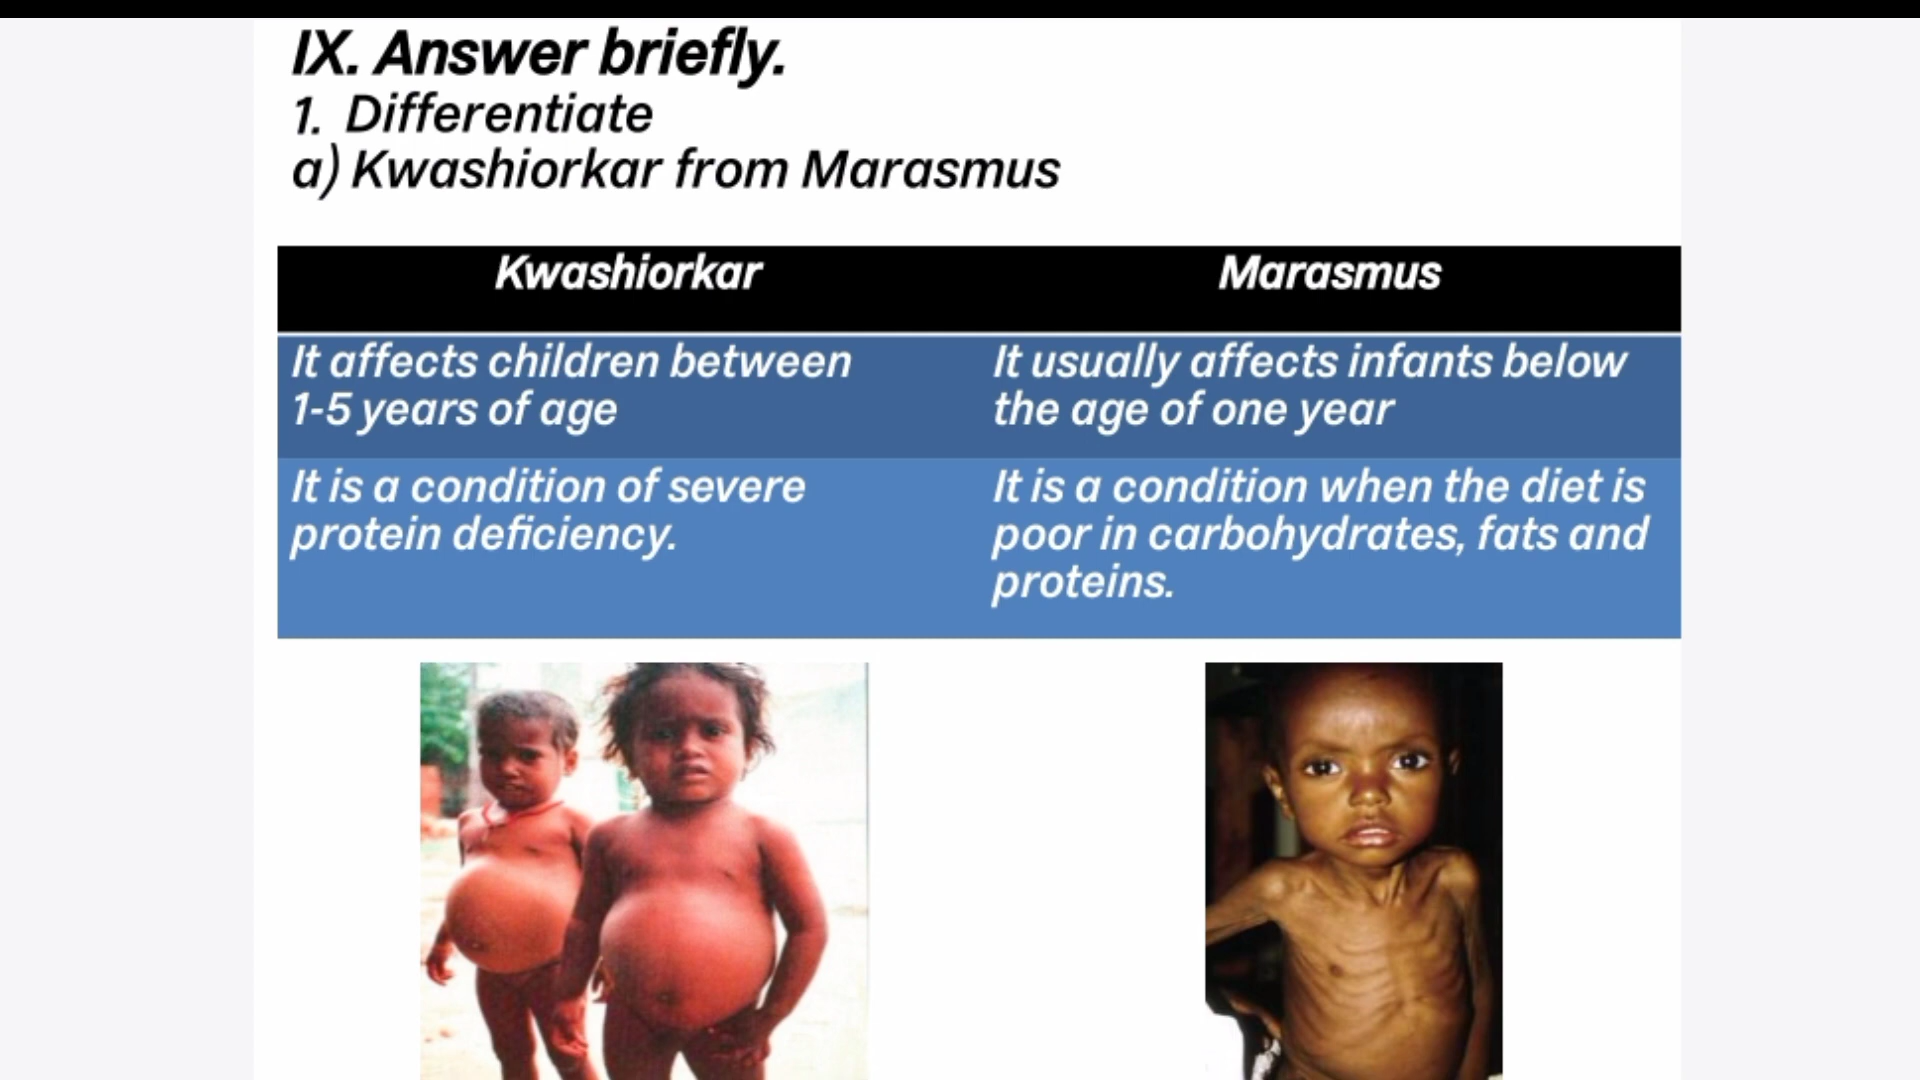 IX. Answer briefly.
1. Differentiate
a) Kwashiorkar from Marasmus
Kwashiorkar
Marasmus
It affects children between
1-5 years of age
It usually affects infants below
the age of one year
It is a condition of severe
protein deficiency.
It is a condition when the diet is
poor in carbohydrates, fats and
proteins.